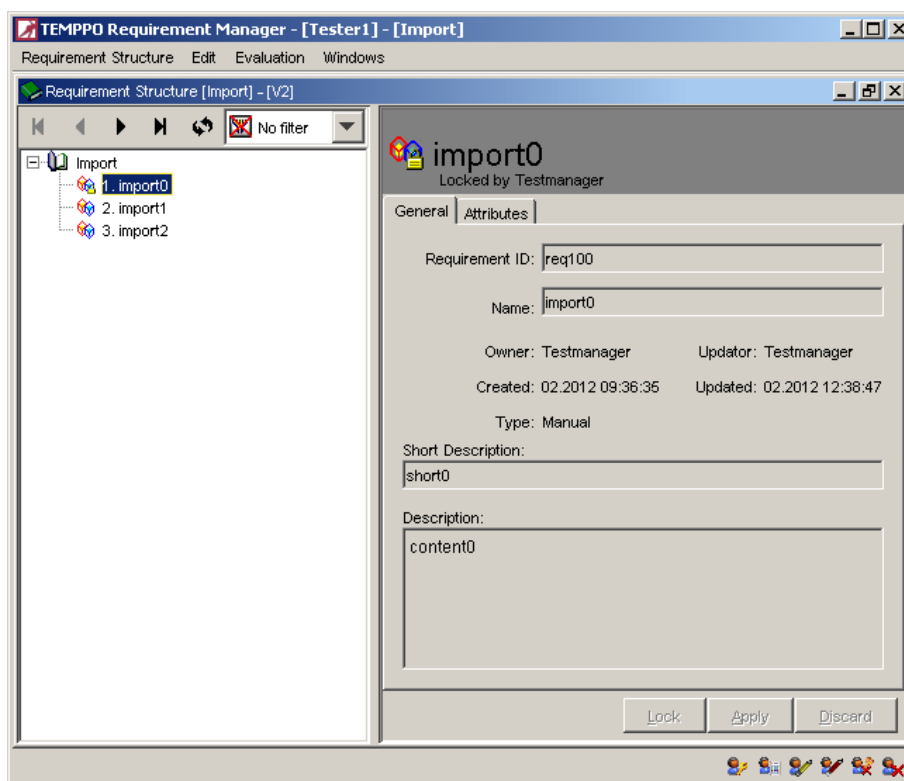 TEMPPO Requirement Manager - [Tester1] - [Import]
Requirement Structure Edit Evaluation Windows
Requirement Structure [Import] - [V2]
No filter
Import
1. import0
2. import1
3. import2
import0
Locked by Testmanager
General Attributes
Requirement ID: req100
Name: import0
Owner: Testmanager Updator: Testmanager
Created: 02.2012 09:36:35 Updated: 02.2012 12:38:47
Type: Manual
Short Description:
short0
Description:
content0
Lock Apply Discard